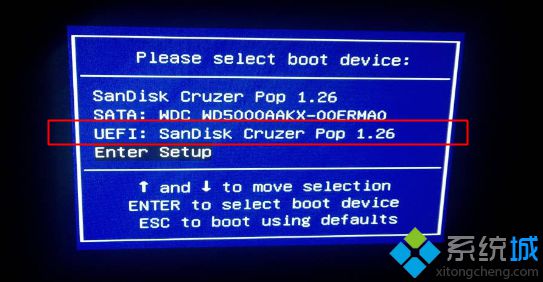 Please select boot device:
SanDisk Cruzer Pop 1.26
SATA: WDC WD5000AAKX-00ERMA0
UEFI: SanDisk Cruzer Pop 1.26
Enter Setup
↑ and ↓ to move selection
ENTER to select boot device
ESC to boot using defaults
系统城
xitongcheng.com